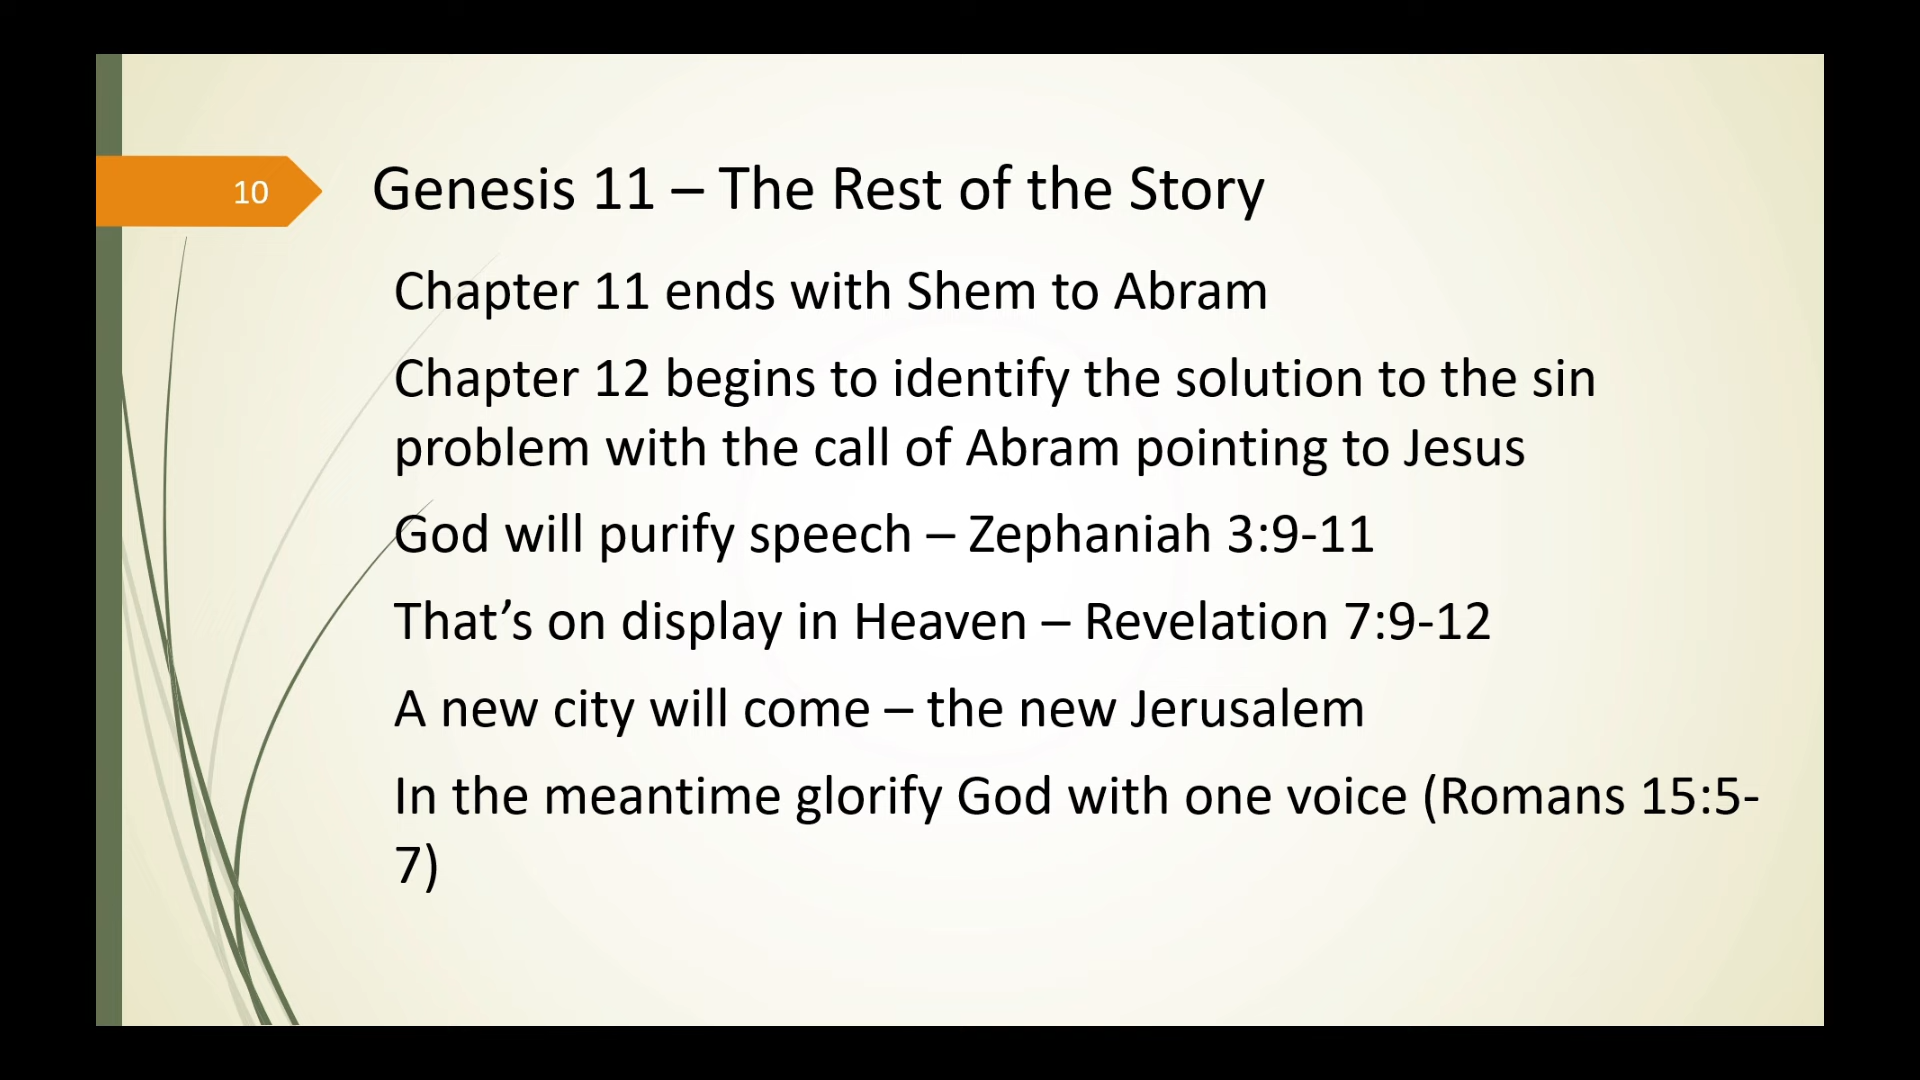 10
Genesis 11 – The Rest of the Story
Chapter 11 ends with Shem to Abram
Chapter 12 begins to identify the solution to the sin
problem with the call of Abram pointing to Jesus
God will purify speech – Zephaniah 3:9-11
That’s on display in Heaven – Revelation 7:9-12
A new city will come – the new Jerusalem
In the meantime glorify God with one voice (Romans 15:5-
7)